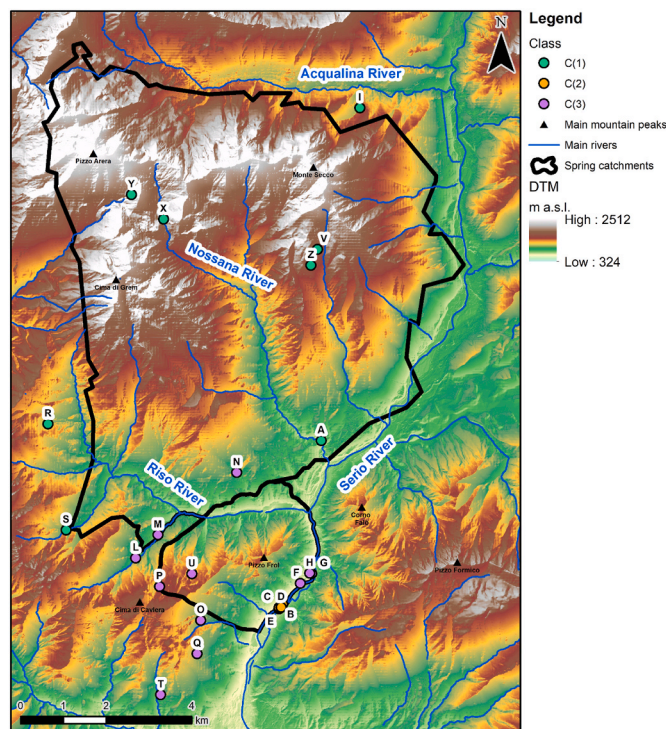 N
Acqualina River
I
Pizzo Arera
Monte Secco
Y
X
V
Z
Nossana River
Cima di Grem
R
A
N
Riso River
Serio River
Corno Falò
S
M
L
U
Pizzo Frol
H
G
F
Pizzo Formico
P
Cima di Cavlera
C
D
B
E
O
Q
T
0 1 2 4
km
Legend
Class
C(1)
C(2)
C(3)
Main mountain peaks
Main rivers
Spring catchments
DTM
m a.s.l.
High : 2512
Low : 324